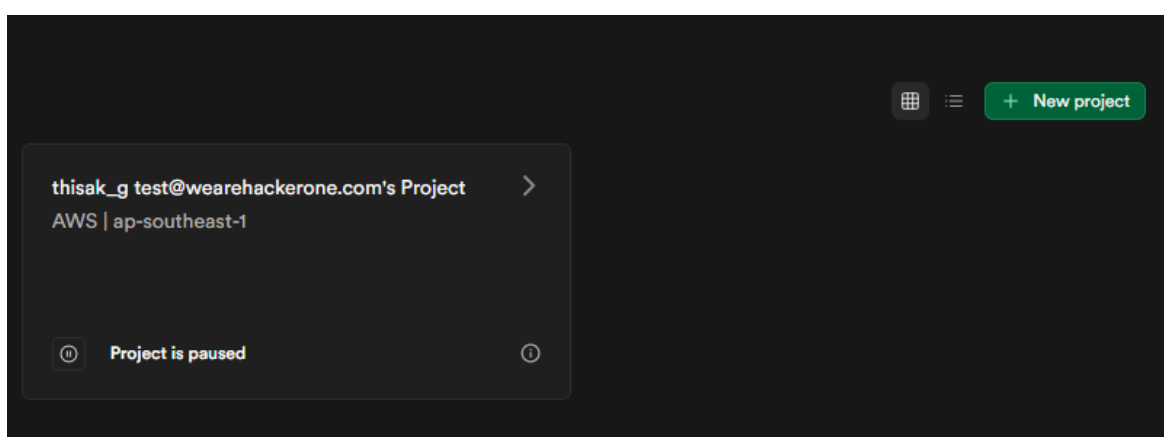 New project
thisak_g test@wearehackerone.com's Project
AWS | ap-southeast-1
Project is paused